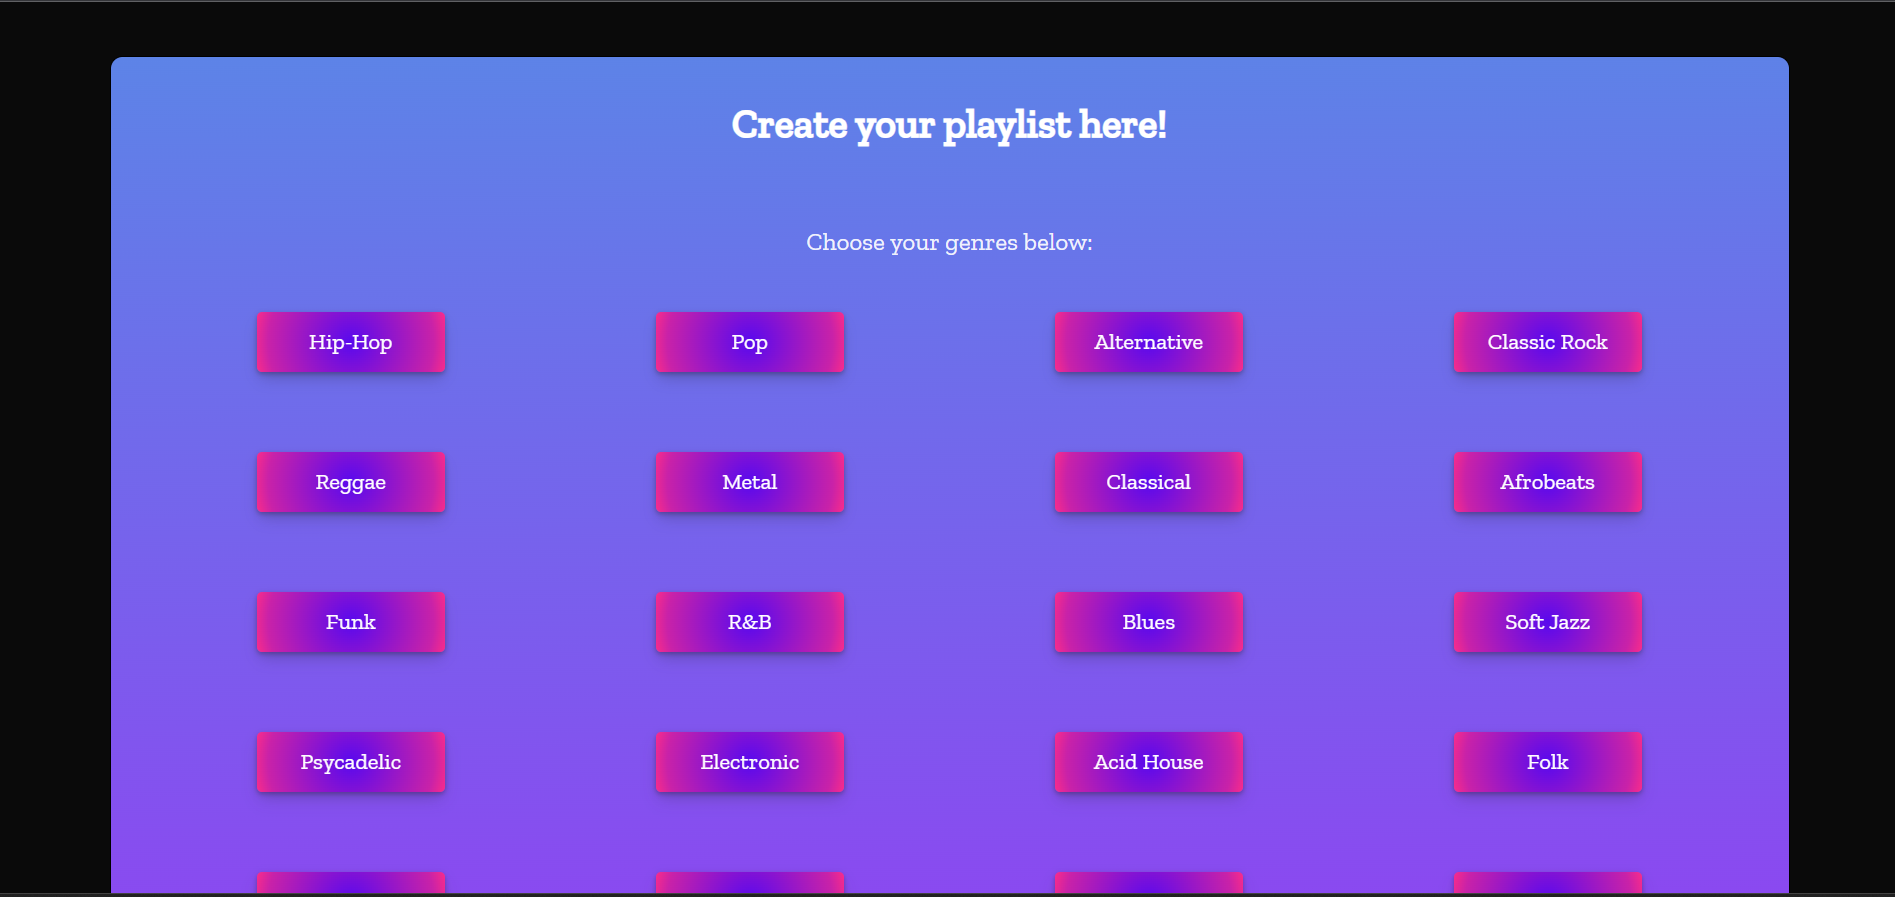 Create your playlist here!
Choose your genres below:
Hip-Hop
Pop
Alternative
Classic Rock
Reggae
Metal
Classical
Afrobeats
Funk
R&B
Blues
Soft Jazz
Psycadelic
Electronic
Acid House
Folk